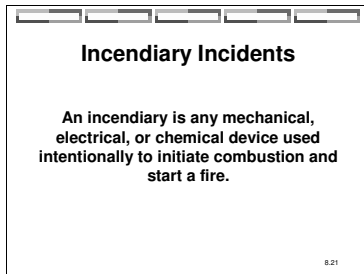 Incendiary Incidents
An incendiary is any mechanical,
electrical, or chemical device used
intentionally to initiate combustion and
start a fire.
8.21